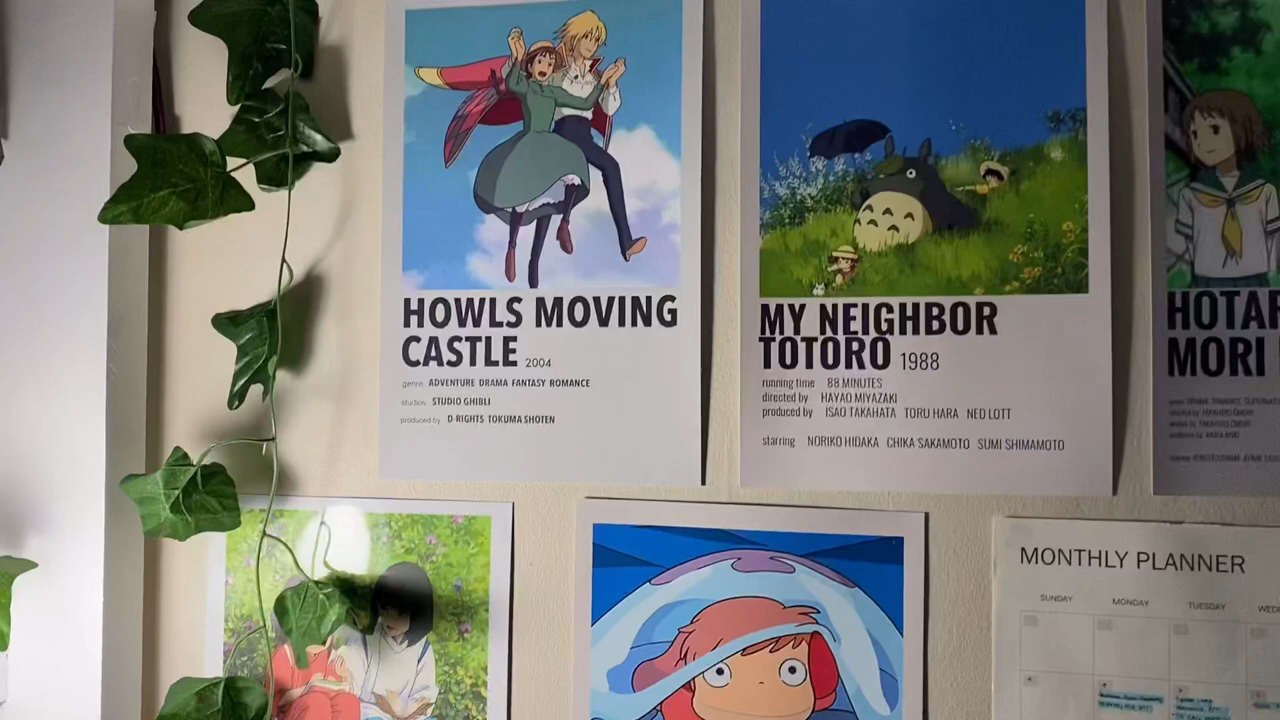 HOWLS MOVING
CASTLE 2004
genre ADVENTURE DRAMA FANTASY ROMANCE
studios STUDIO GHIBLI
produced by D-RIGHTS TOKUMA SHOTEN
MY NEIGHBOR
TOTORO 1988
running time 88 MINUTES
directed by HAYAO MIYAZAKI
produced by ISAO TAKAHATA TORU HARA NED LOTT
starring NORIKO HIDAKA CHIKA SAKAMOTO SUMI SHIMAMOTO
HOTAR
MORI
MONTHLY PLANNER
SUNDAY MONDAY TUESDAY WED